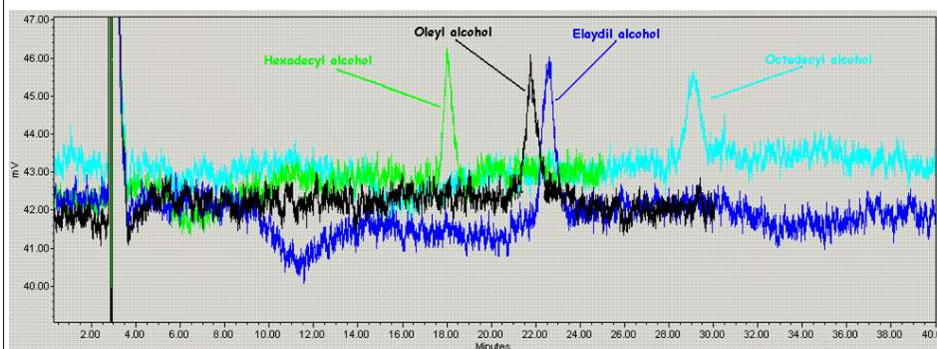 47.00
46.00
45.00
44.00
43.00
42.00
41.00
40.00
mV
Oleyl alcohol
Elaydil alcohol
Hexadecyl alcohol
Octadecyl alcohol
2.00 4.00 6.00 8.00 10.00 12.00 14.00 16.00 18.00 20.00 22.00 24.00 26.00 28.00 30.00 32.00 34.00 36.00 38.00 40.0
Minutes